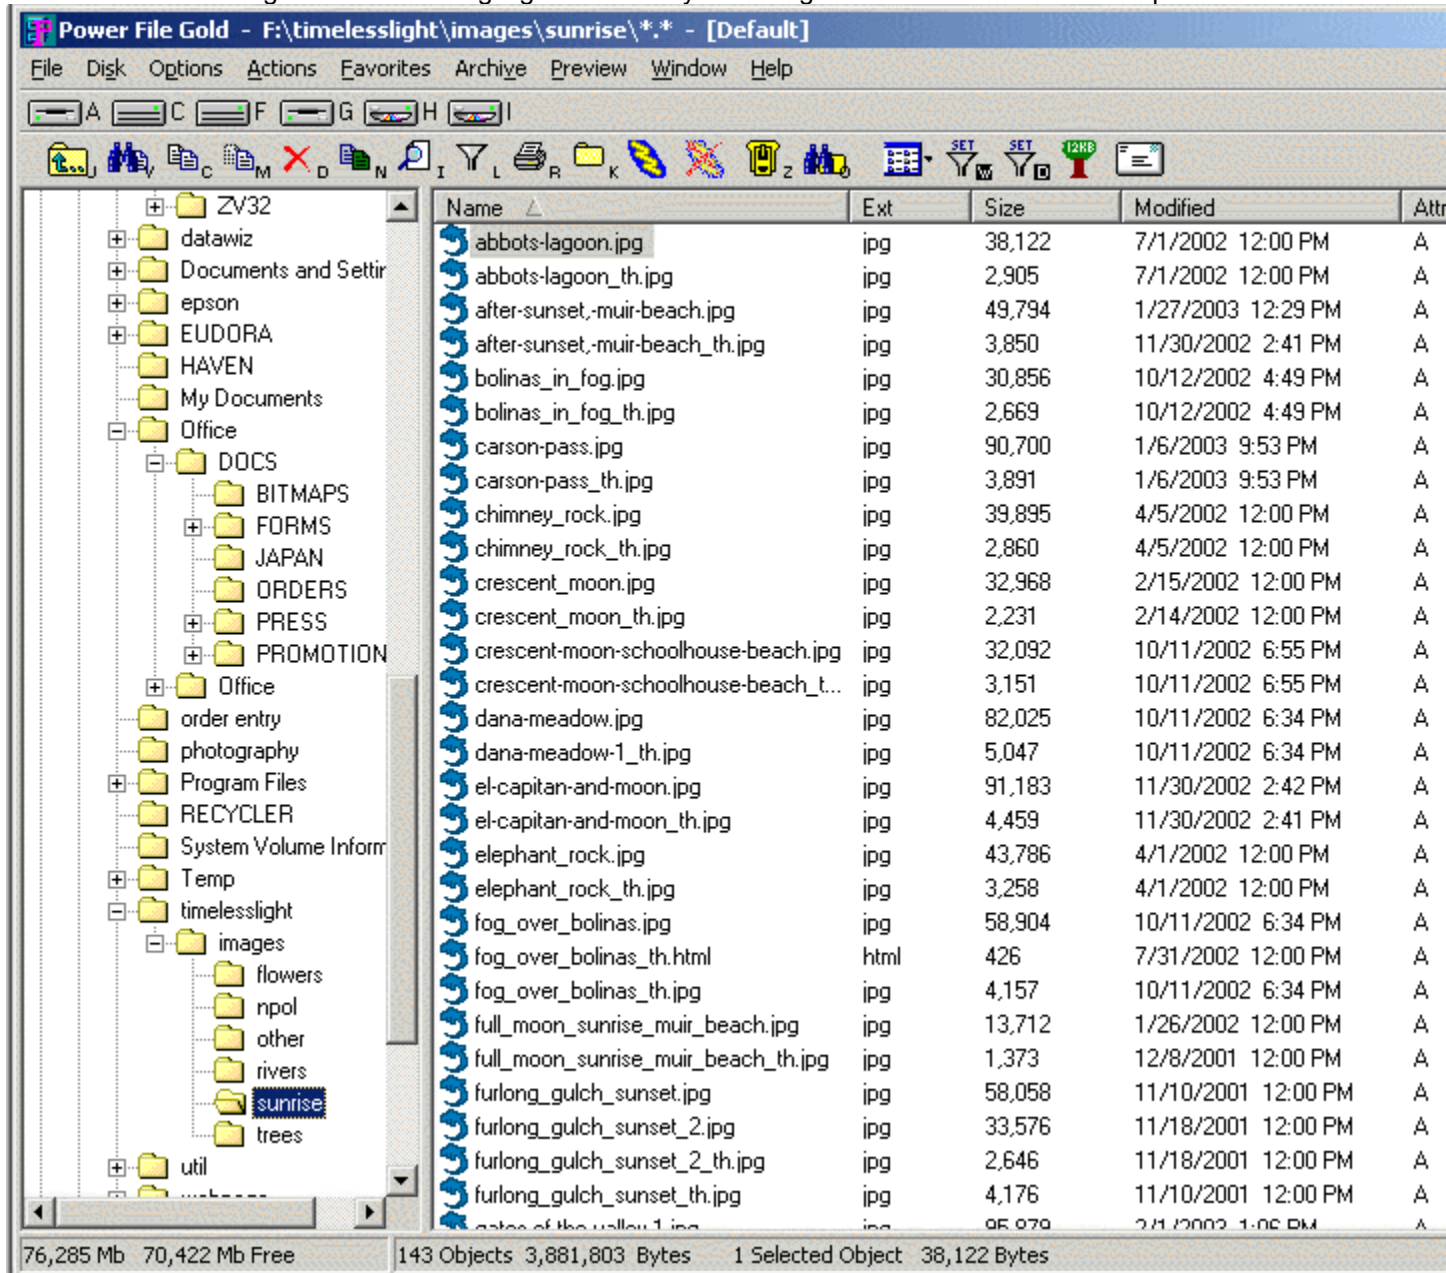 Power File Gold - F:\timelesslight\images\sunrise\*.* - [Default]
File Disk Options Actions Favorites Archive Preview Window Help
A C F G H I
J V C M D N I L R K Z SET W SET D 12KB
ZV32
datawiz
Documents and Settin
epson
EUDORA
HAVEN
My Documents
Office
DOCS
BITMAPS
FORMS
JAPAN
ORDERS
PRESS
PROMOTION
Office
order entry
photography
Program Files
RECYCLER
System Volume Inform
Temp
timelesslight
images
flowers
npol
other
rivers
sunrise
trees
util
Name Ext Size Modified Attr
abbots-lagoon.jpg jpg 38,122 7/1/2002 12:00 PM A
abbots-lagoon_th.jpg jpg 2,905 7/1/2002 12:00 PM A
after-sunset,-muir-beach.jpg jpg 49,794 1/27/2003 12:29 PM A
after-sunset,-muir-beach_th.jpg jpg 3,850 11/30/2002 2:41 PM A
bolinas_in_fog.jpg jpg 30,856 10/12/2002 4:49 PM A
bolinas_in_fog_th.jpg jpg 2,669 10/12/2002 4:49 PM A
carson-pass.jpg jpg 90,700 1/6/2003 9:53 PM A
carson-pass_th.jpg jpg 3,891 1/6/2003 9:53 PM A
chimney_rock.jpg jpg 39,895 4/5/2002 12:00 PM A
chimney_rock_th.jpg jpg 2,860 4/5/2002 12:00 PM A
crescent_moon.jpg jpg 32,968 2/15/2002 12:00 PM A
crescent_moon_th.jpg jpg 2,231 2/14/2002 12:00 PM A
crescent-moon-schoolhouse-beach.jpg jpg 32,092 10/11/2002 6:55 PM A
crescent-moon-schoolhouse-beach_t... jpg 3,151 10/11/2002 6:55 PM A
dana-meadow.jpg jpg 82,025 10/11/2002 6:34 PM A
dana-meadow-1_th.jpg jpg 5,047 10/11/2002 6:34 PM A
el-capitan-and-moon.jpg jpg 91,183 11/30/2002 2:42 PM A
el-capitan-and-moon_th.jpg jpg 4,459 11/30/2002 2:41 PM A
elephant_rock.jpg jpg 43,786 4/1/2002 12:00 PM A
elephant_rock_th.jpg jpg 3,258 4/1/2002 12:00 PM A
fog_over_bolinas.jpg jpg 58,904 10/11/2002 6:34 PM A
fog_over_bolinas_th.html html 426 7/31/2002 12:00 PM A
fog_over_bolinas_th.jpg jpg 4,157 10/11/2002 6:34 PM A
full_moon_sunrise_muir_beach.jpg jpg 13,712 1/26/2002 12:00 PM A
full_moon_sunrise_muir_beach_th.jpg jpg 1,373 12/8/2001 12:00 PM A
furlong_gulch_sunset.jpg jpg 58,058 11/10/2001 12:00 PM A
furlong_gulch_sunset_2.jpg jpg 33,576 11/18/2001 12:00 PM A
furlong_gulch_sunset_2_th.jpg jpg 2,646 11/18/2001 12:00 PM A
furlong_gulch_sunset_th.jpg jpg 4,176 11/10/2001 12:00 PM A
76,285 Mb 70,422 Mb Free 143 Objects 3,881,803 Bytes 1 Selected Object 38,122 Bytes